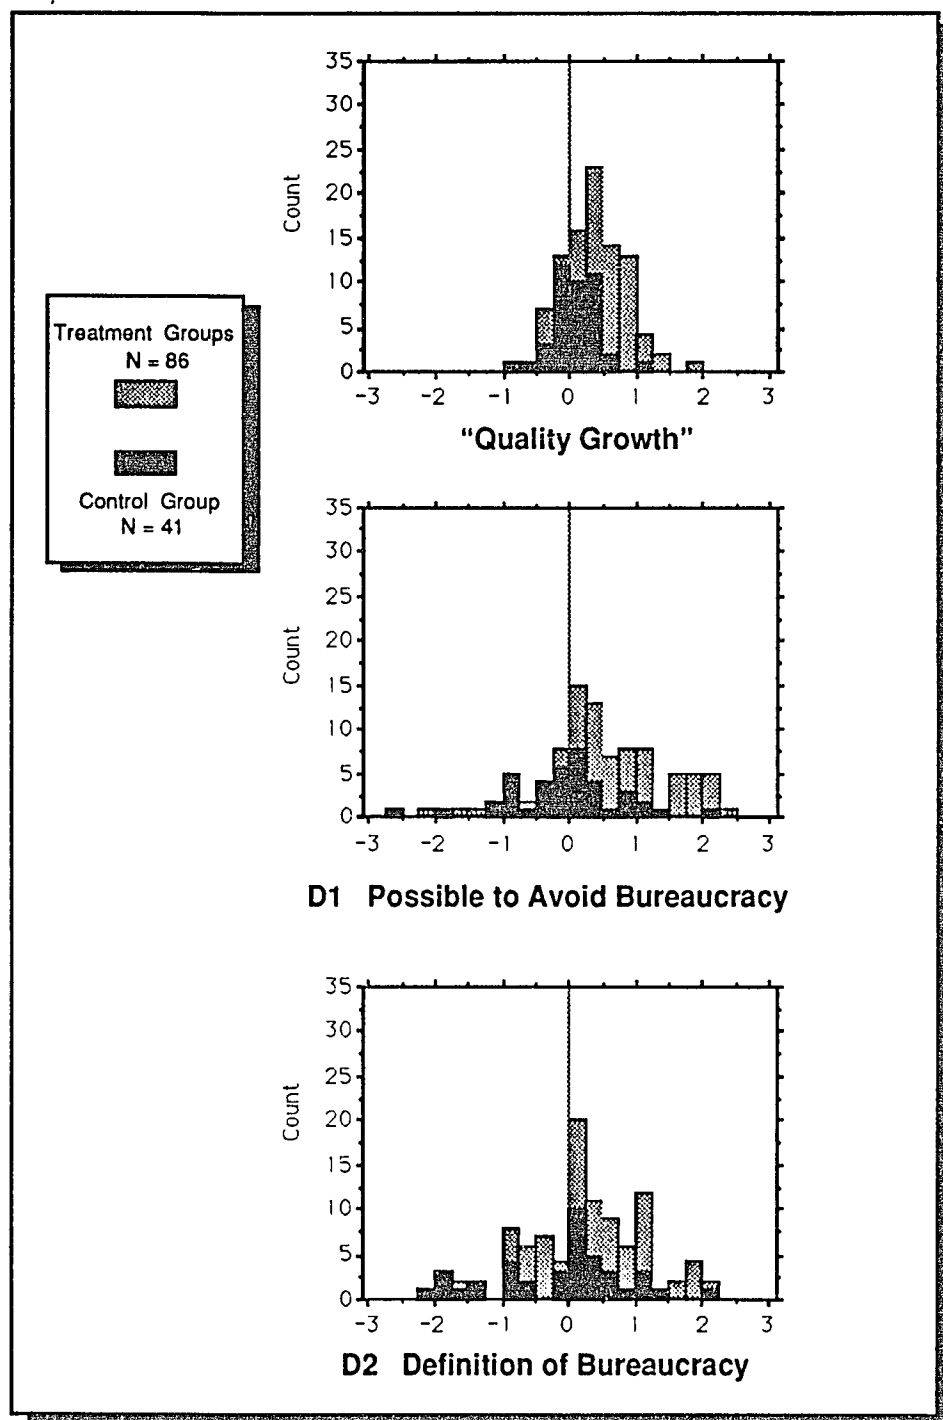 35
30
25
20
15
10
5
0
Count
-3 -2 -1 0 1 2 3
"Quality Growth"
Treatment Groups
N = 86
Control Group
N = 41
35
30
25
20
15
10
5
0
Count
-3 -2 -1 0 1 2 3
D1 Possible to Avoid Bureaucracy
35
30
25
20
15
10
5
0
Count
-3 -2 -1 0 1 2 3
D2 Definition of Bureaucracy